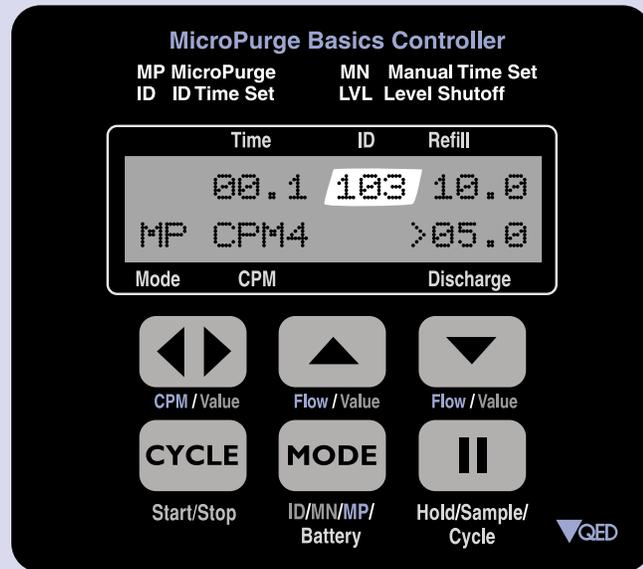 MicroPurge Basics Controller
MP MicroPurge MN Manual Time Set
ID ID Time Set LVL Level Shutoff
Time ID Refill
00.1 103 10.0
MP CPM4 >05.0
Mode CPM Discharge
CPM / Value Flow / Value Flow / Value
CYCLE MODE
Start/Stop ID/MN/MP/ Hold/Sample/
Battery Cycle
QED